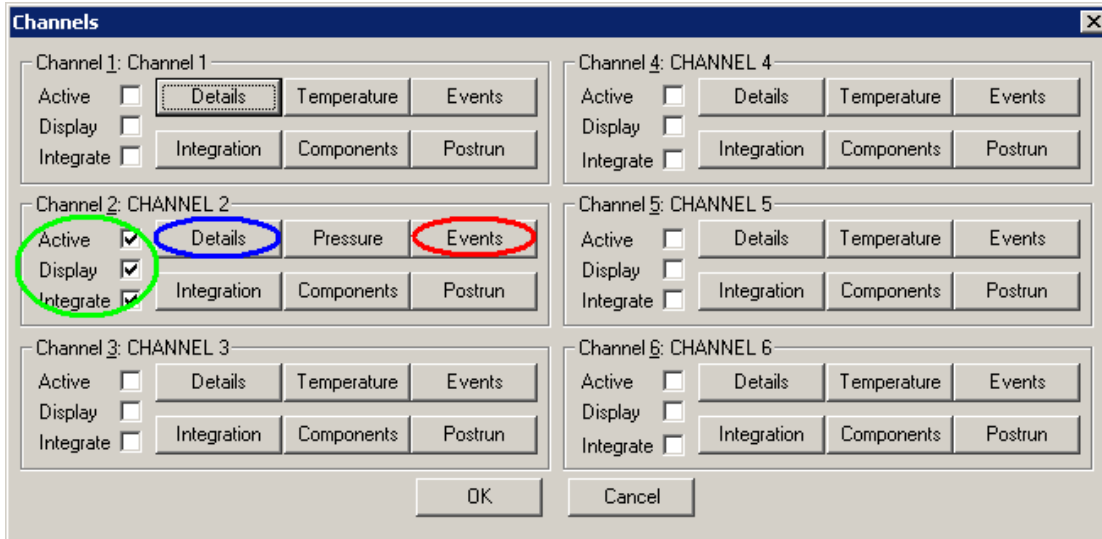 Channels
Channel 1: Channel 1
Active Details Temperature Events
Display
Integrate Integration Components Postrun
Channel 2: CHANNEL 2
Active Details Pressure Events
Display
Integrate Integration Components Postrun
Channel 3: CHANNEL 3
Active Details Temperature Events
Display
Integrate Integration Components Postrun
Channel 4: CHANNEL 4
Active Details Temperature Events
Display
Integrate Integration Components Postrun
Channel 5: CHANNEL 5
Active Details Temperature Events
Display
Integrate Integration Components Postrun
Channel 6: CHANNEL 6
Active Details Temperature Events
Display
Integrate Integration Components Postrun
OK Cancel